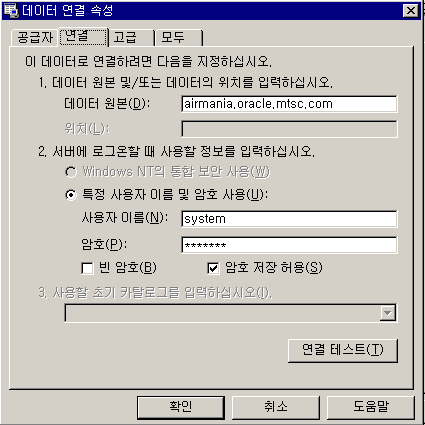 데이터 연결 속성
공급자 연결 고급 모두
이 데이터로 연결하려면 다음을 지정하십시오.
1. 데이터 원본 및/또는 데이터의 위치를 입력하십시오.
데이터 원본(D): airmania.oracle.mtsc.com
위치(L):
2. 서버에 로그온할 때 사용할 정보를 입력하십시오.
Windows NT의 통합 보안 사용(W)
특정 사용자 이름 및 암호 사용(U):
사용자 이름(N): system
암호(P): *******
빈 암호(B) 암호 저장 허용(S)
3. 사용할 초기 카탈로그를 입력하십시오(I).
연결 테스트(T)
확인 취소 도움말